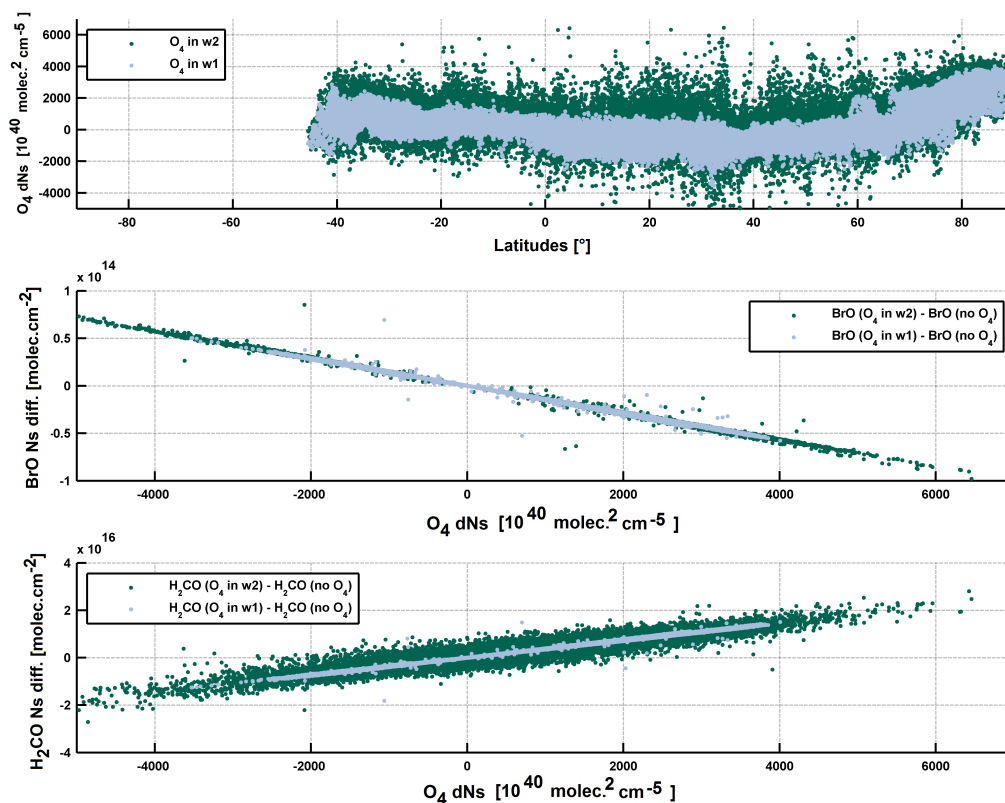 6000
4000
2000
0
-2000
-4000
O4 dNs [10^40 molec.^2 cm^-5]
O4 in w2
O4 in w1
-80 -60 -40 -20 0 20 40 60 80
Latitudes [°]
x 10^14
1
0.5
0
-0.5
-1
BrO Ns diff. [molec.cm-2]
BrO (O4 in w2) - BrO (no O4)
BrO (O4 in w1) - BrO (no O4)
-4000 -2000 0 2000 4000 6000
O4 dNs [10^40 molec.^2 cm^-5]
x 10^16
4
2
0
-2
-4
H2CO Ns diff. [molec.cm-2]
H2CO (O4 in w2) - H2CO (no O4)
H2CO (O4 in w1) - H2CO (no O4)
-4000 -2000 0 2000 4000 6000
O4 dNs [10^40 molec.^2 cm^-5]